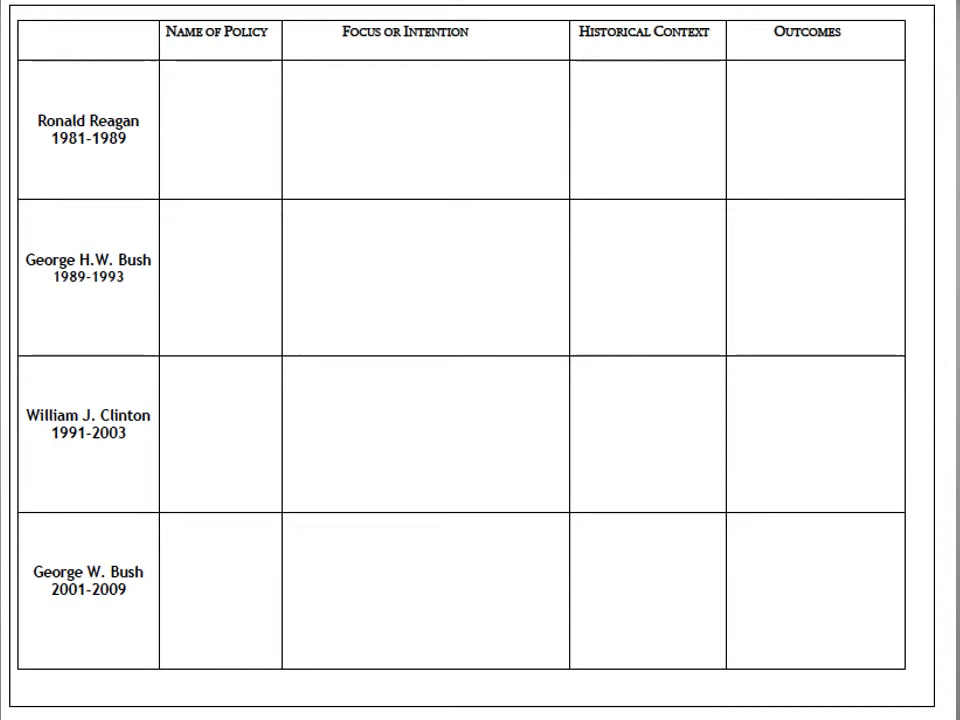 NAME OF POLICY FOCUS OR INTENTION HISTORICAL CONTEXT OUTCOMES
Ronald Reagan
1981-1989
George H.W. Bush
1989-1993
William J. Clinton
1991-2003
George W. Bush
2001-2009